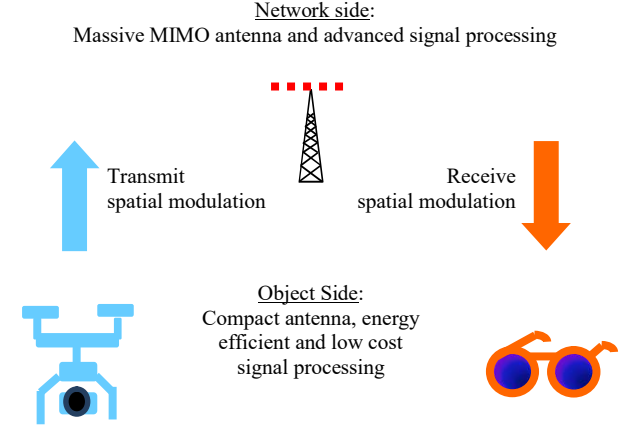 Network side:
Massive MIMO antenna and advanced signal processing
Transmit
spatial modulation
Receive
spatial modulation
Object Side:
Compact antenna, energy
efficient and low cost
signal processing